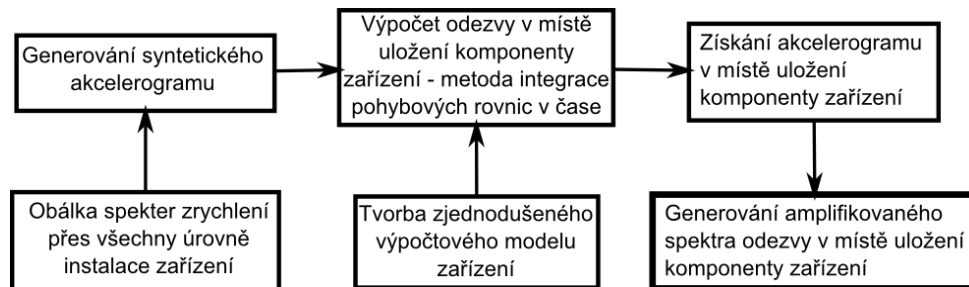 Generování syntetického
akcelerogramu
Výpočet odezvy v místě
uložení komponenty
zařízení - metoda integrace
pohybových rovnic v čase
Získání akcelerogramu
v místě uložení
komponenty zařízení
Obálka spekter zrychlení
přes všechny úrovně
instalace zařízení
Tvorba zjednodušeného
výpočtového modelu
zařízení
Generování amplifikovaného
spektra odezvy v místě uložení
komponenty zařízení